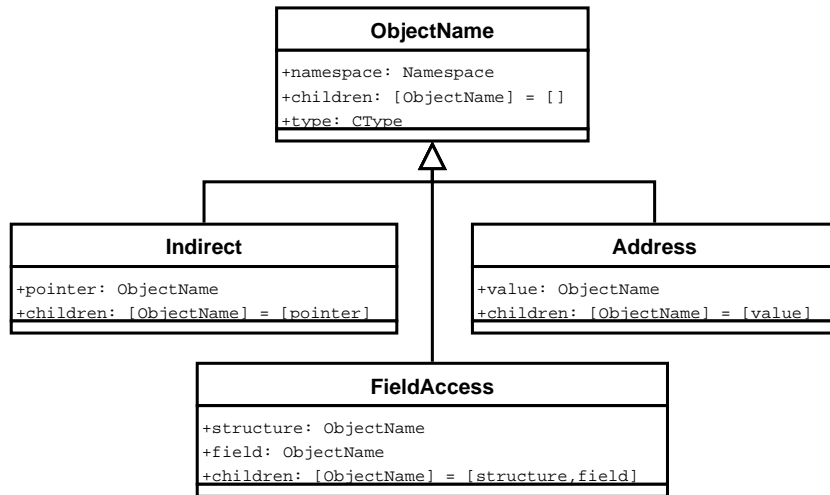 ObjectName
+namespace: Namespace
+children: [ObjectName] = []
+type: CType
Indirect
+pointer: ObjectName
+children: [ObjectName] = [pointer]
Address
+value: ObjectName
+children: [ObjectName] = [value]
FieldAccess
+structure: ObjectName
+field: ObjectName
+children: [ObjectName] = [structure,field]